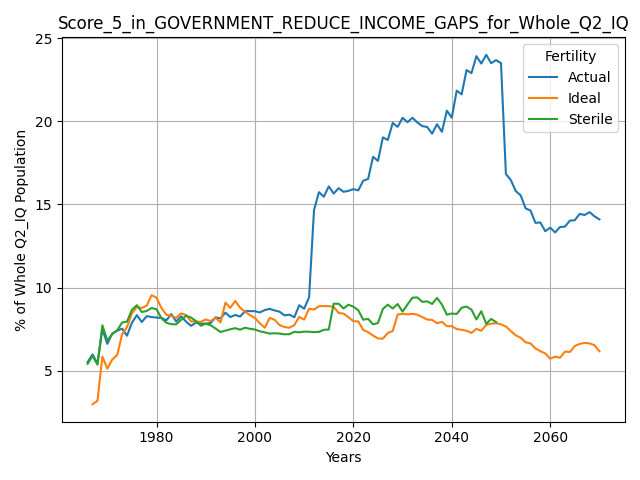 Score_5_in_GOVERNMENT_REDUCE_INCOME_GAPS_for_Whole_Q2_IQ
Fertility
Actual
Ideal
Sterile
% of Whole Q2_IQ Population
25
20
15
10
5
1980
2000
2020
2040
2060
Years